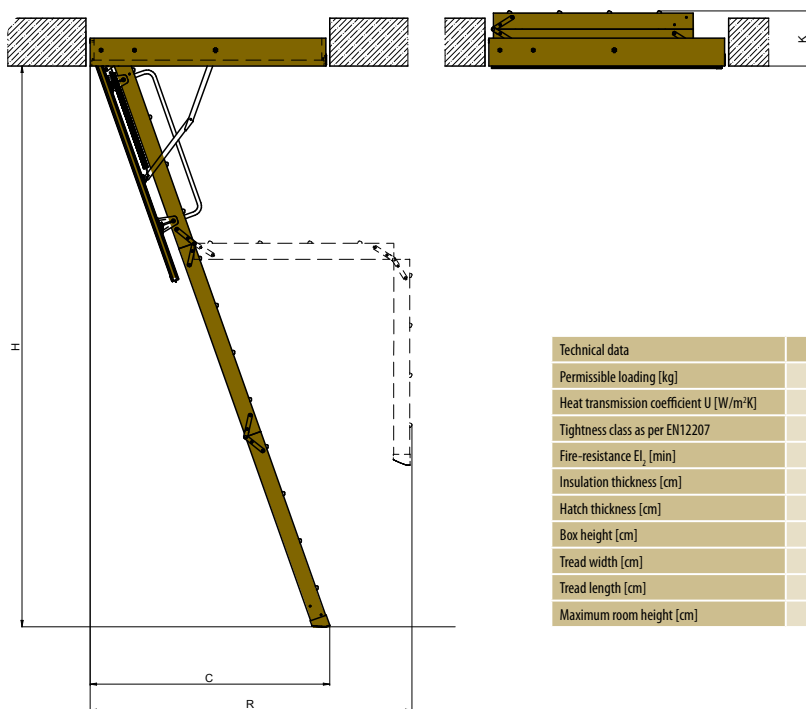 K
H
Technical data
Permissible loading [kg]
Heat transmission coefficient U [W/m²K]
Tightness class as per EN12207
Fire-resistance EI₂ [min]
Insulation thickness [cm]
Hatch thickness [cm]
Box height [cm]
Tread width [cm]
Tread length [cm]
Maximum room height [cm]
C
R